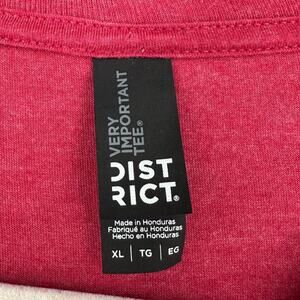 VERY
IMPORTANT
TEE®
DIST
RICT®
Made in Honduras
Fabriqué au Honduras
Hecho en Honduras
XL | TG | EG